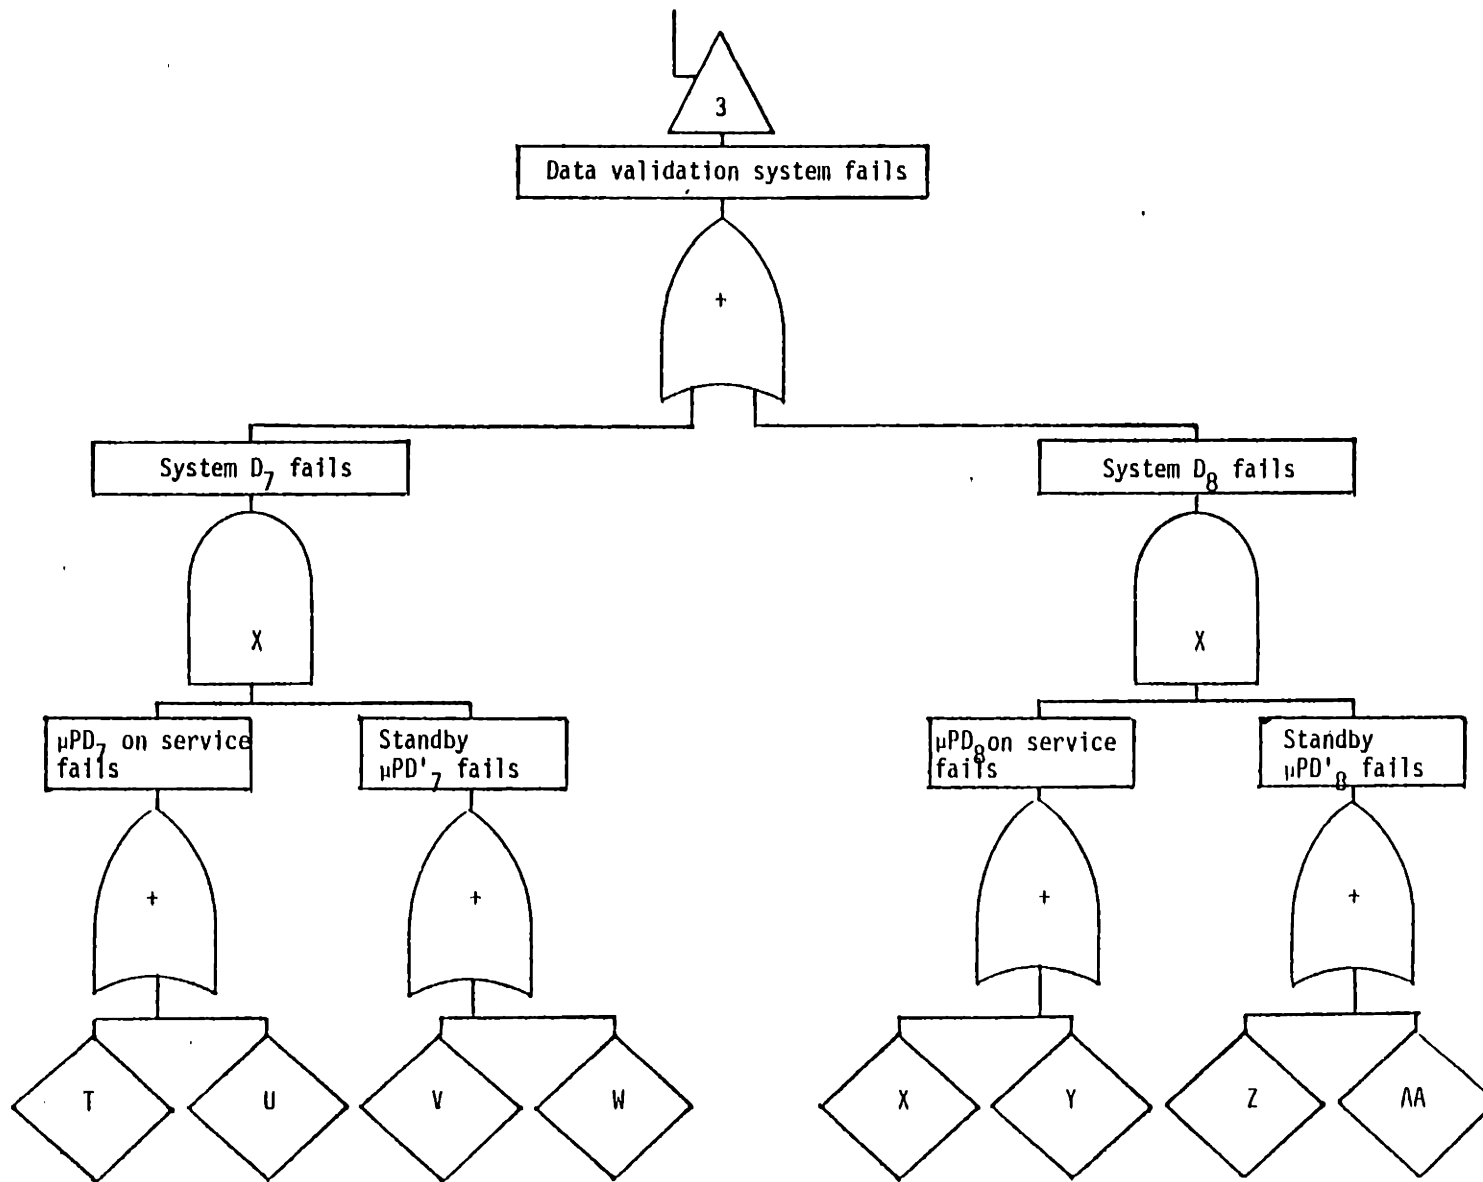 3
Data validation system fails
+
System D₇ fails
System D₈ fails
X
X
μPD₇ on service
fails
Standby
μPD'₇ fails
μPD₈ on service
fails
Standby
μPD'₈ fails
+
+
+
+
T
U
V
W
X
Y
Z
AA